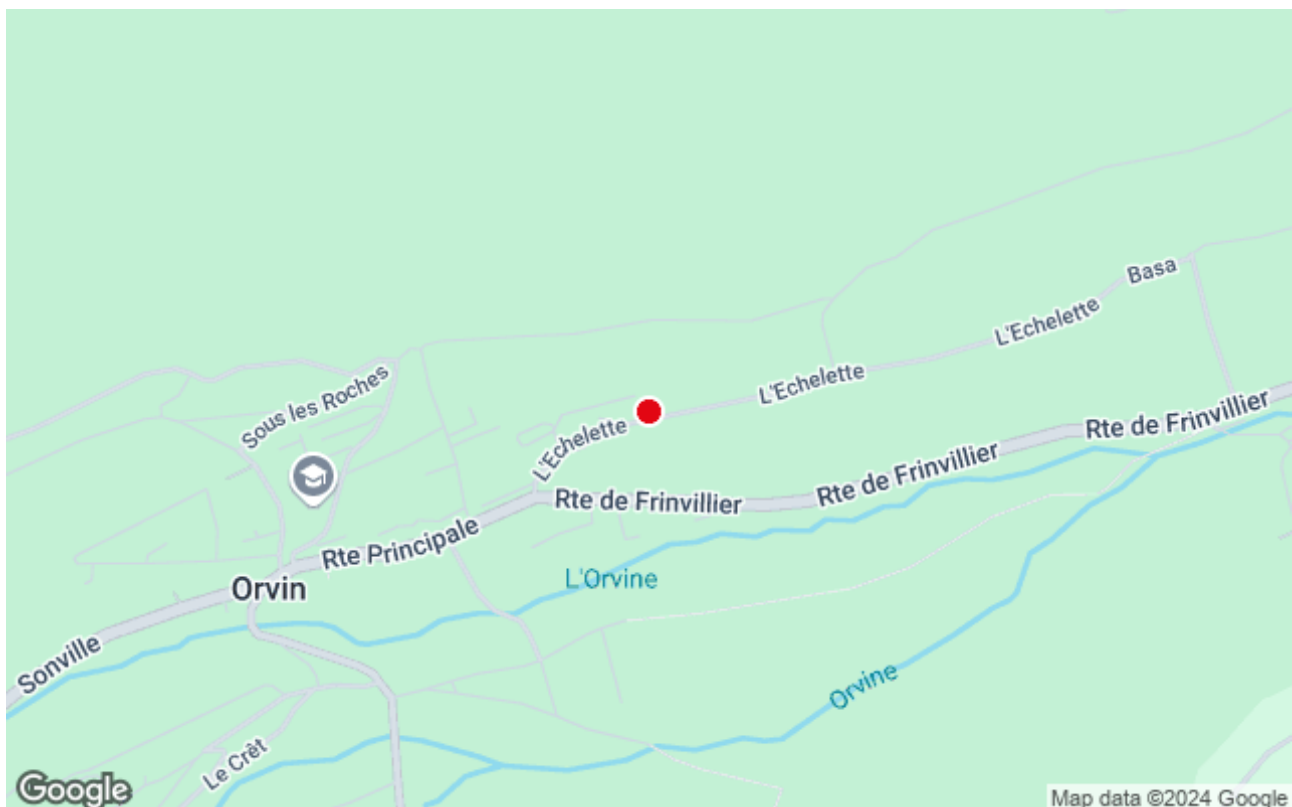 Basa
L'Echelette
L'Echelette
Sous les Roches
L'Echelette
Rte de Frinvillier
Rte de Frinvillier
Rte de Frinvillier
Rte Principale
L'Orvine
Orvin
Sonville
Orvine
Le Crêt
Google
Map data ©2024 Google